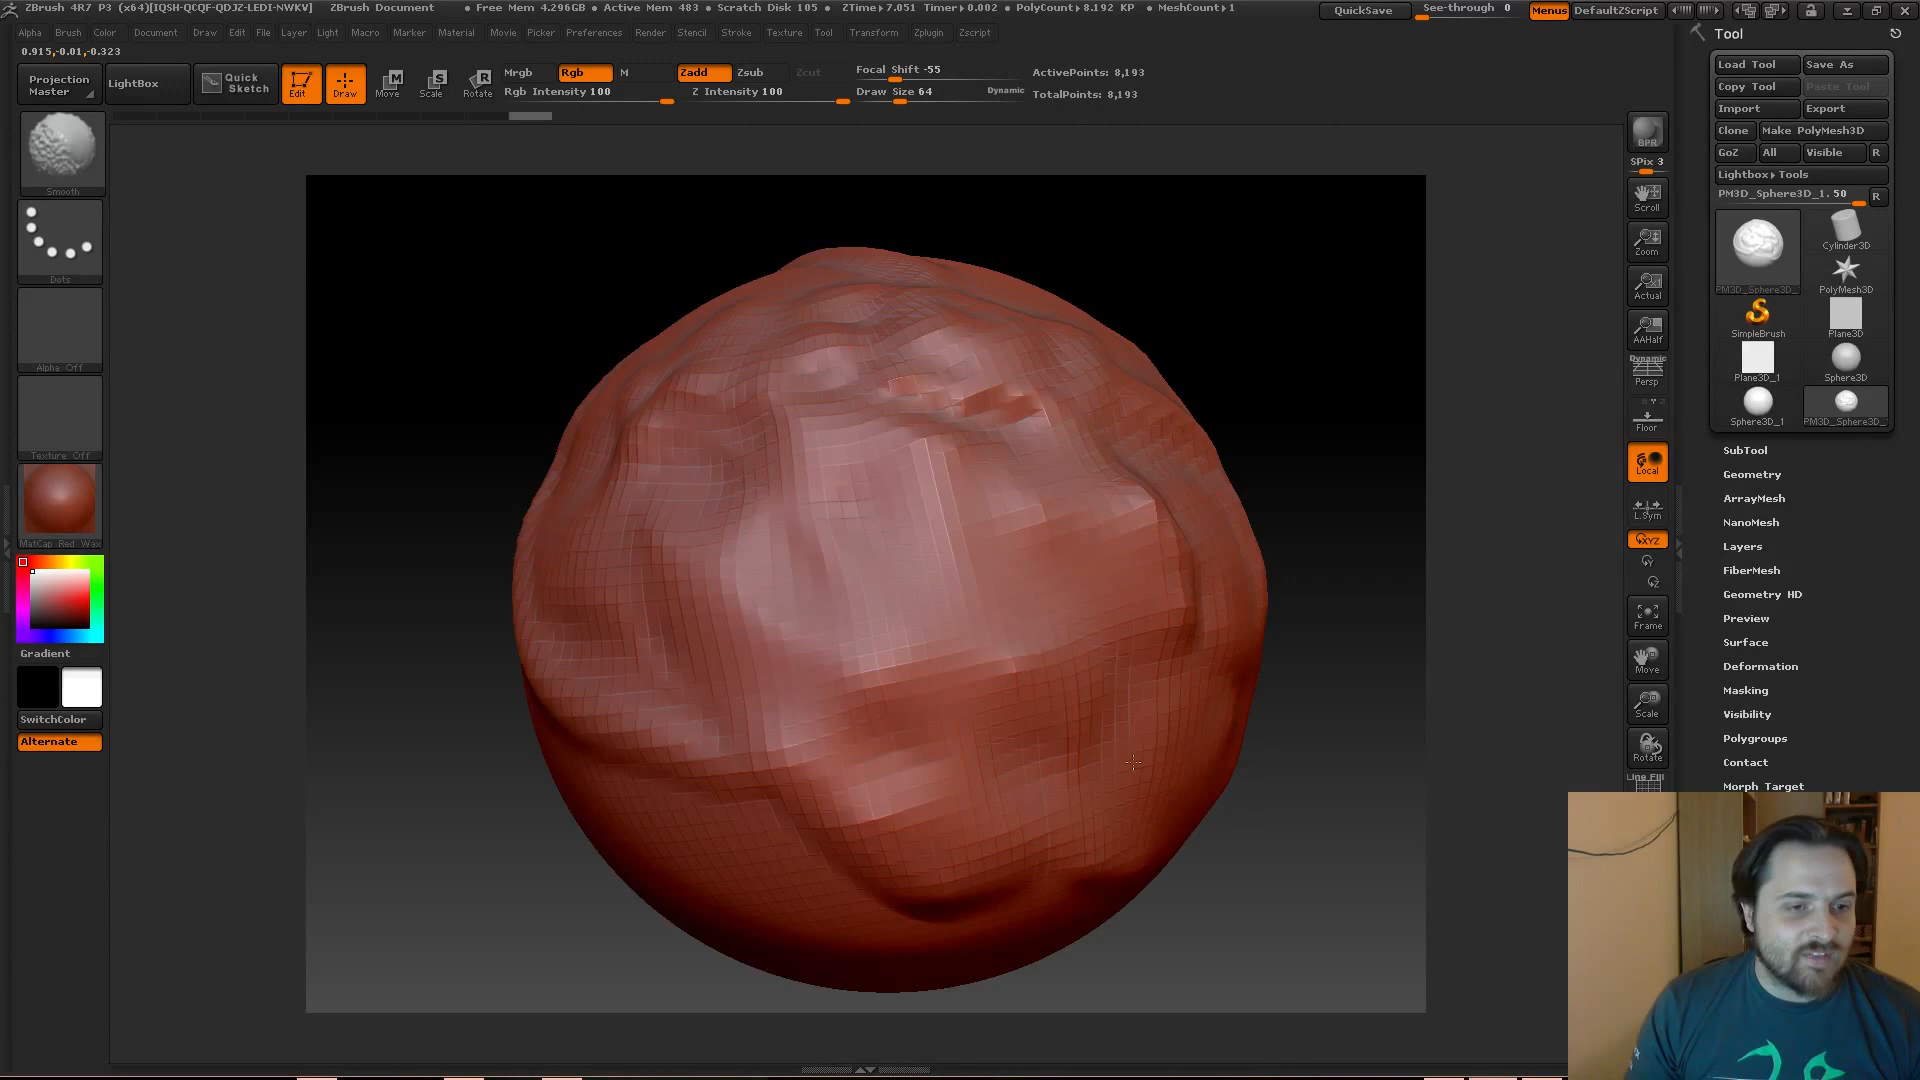 ZBrush 4R7 P3 (x64)[IQSH-QCQF-QDJZ-LEDI-NWKV] ZBrush Document • Free Mem 4.296GB • Active Mem 483 • Scratch Disk 105 • ZTime▸7.051 Timer▸0.002 • PolyCount▸8.192 KP • MeshCount▸1 QuickSave See-through 0 Menus DefaultZScript
Alpha Brush Color Document Draw Edit File Layer Light Macro Marker Material Movie Picker Preferences Render Stencil Stroke Texture Tool Transform Zplugin Zscript
0.915,-0.01,-0.323
Projection Master
LightBox
Quick Sketch
Edit
Draw
Move
Scale
Rotate
Mrgb Rgb M Zadd Zsub Zcut
Rgb Intensity 100 Z Intensity 100
Focal Shift -55
Draw Size 64 Dynamic
ActivePoints: 8,193
TotalPoints: 8,193
Smooth
Dots
Alpha Off
Texture Off
MatCap Red Wax
Gradient
SwitchColor
Alternate
BPR
SPix 3
Scroll
Zoom
Actual
AAHalf
Dynamic
Persp
Floor
Local
L.Sym
XYZ
Y
Z
Frame
Move
Scale
Rotate
Line Fill
Tool
Load Tool Save As
Copy Tool Paste Tool
Import Export
Clone Make PolyMesh3D
GoZ All Visible R
Lightbox▸Tools
PM3D_Sphere3D_1. 50 R
PM3D_Sphere3D_
Cylinder3D
PolyMesh3D
SimpleBrush Plane3D
Plane3D_1 Sphere3D
Sphere3D_1 PM3D_Sphere3D_
SubTool
Geometry
ArrayMesh
NanoMesh
Layers
FiberMesh
Geometry HD
Preview
Surface
Deformation
Masking
Visibility
Polygroups
Contact
Morph Target